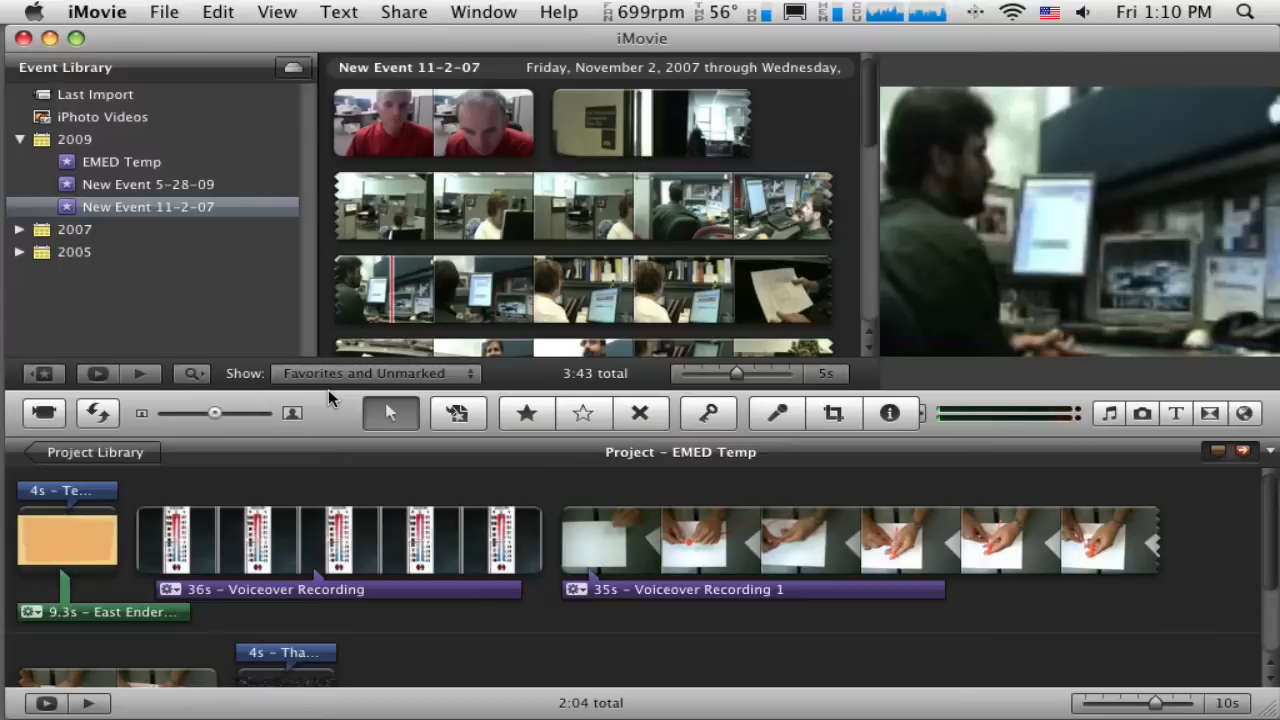 iMovie File Edit View Text Share Window Help 699rpm 56° Fri 1:10 PM
iMovie
Event Library
New Event 11-2-07 Friday, November 2, 2007 through Wednesday,
Last Import
iPhoto Videos
2009
EMED Temp
New Event 5-28-09
New Event 11-2-07
2007
2005
Show: Favorites and Unmarked 3:43 total 5s
Project Library Project - EMED Temp
4s - Te...
36s - Voiceover Recording 35s - Voiceover Recording 1
9.3s - East Ender...
4s - Tha...
2:04 total 10s